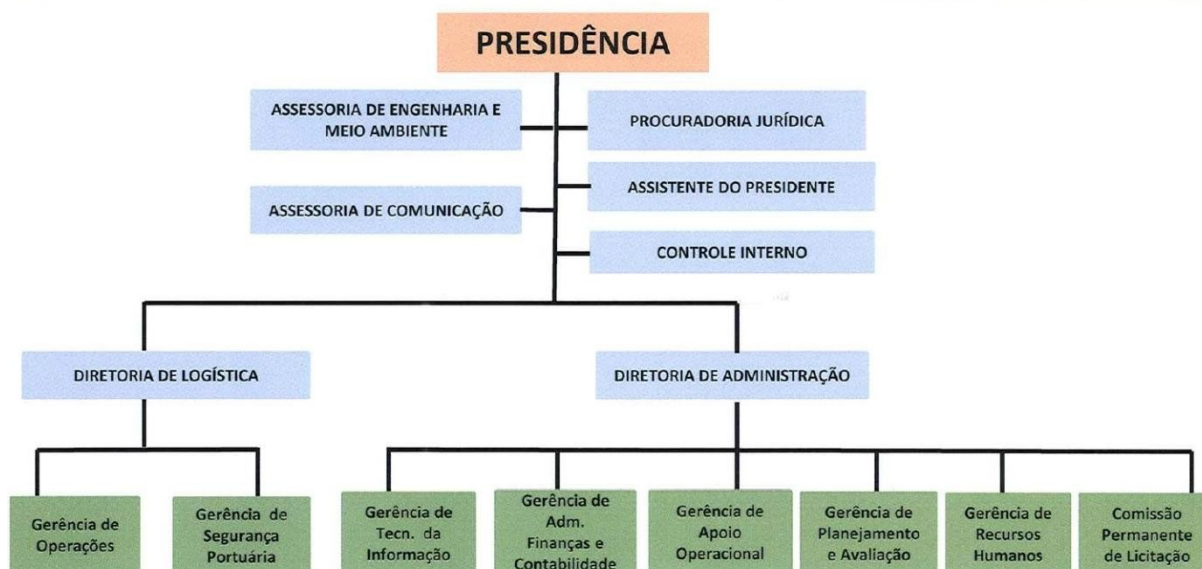 PRESIDÊNCIA
ASSESSORIA DE ENGENHARIA E
MEIO AMBIENTE
PROCURADORIA JURÍDICA
ASSISTENTE DO PRESIDENTE
ASSESSORIA DE COMUNICAÇÃO
CONTROLE INTERNO
DIRETORIA DE LOGÍSTICA
DIRETORIA DE ADMINISTRAÇÃO
Gerência de
Operações
Gerência de
Segurança
Portuária
Gerência de
Tecn. da
Informação
Gerência de
Adm.
Finanças e
Contabilidade
Gerência de
Apoio
Operacional
Gerência de
Planejamento
e Avaliação
Gerência de
Recursos
Humanos
Comissão
Permanente
de Licitação